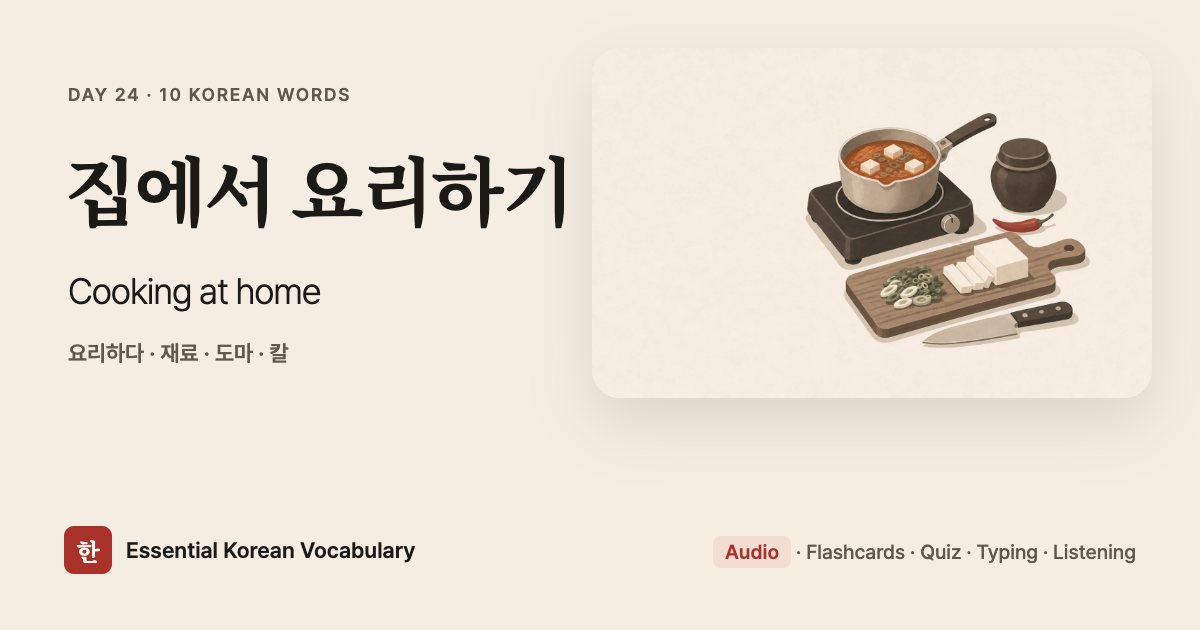 DAY 24 · 10 KOREAN WORDS
집에서 요리하기
Cooking at home
요리하다 · 재료 · 도마 · 칼
한 Essential Korean Vocabulary
Audio · Flashcards · Quiz · Typing · Listening